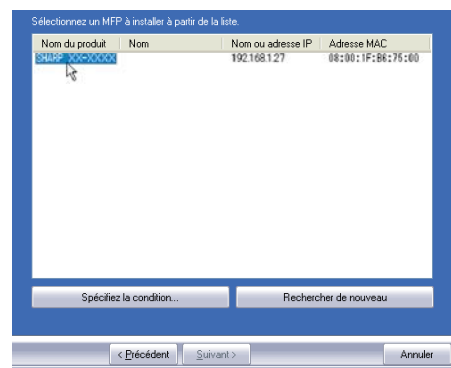 Sélectionnez un MFP à installer à partir de la liste.
Nom du produit Nom Nom ou adresse IP Adresse MAC
SHARP XX-XXXX 192.168.1.27 08:00:1F:B6:75:00
Spécifiez la condition... Rechercher de nouveau
< Précédent Suivant > Annuler